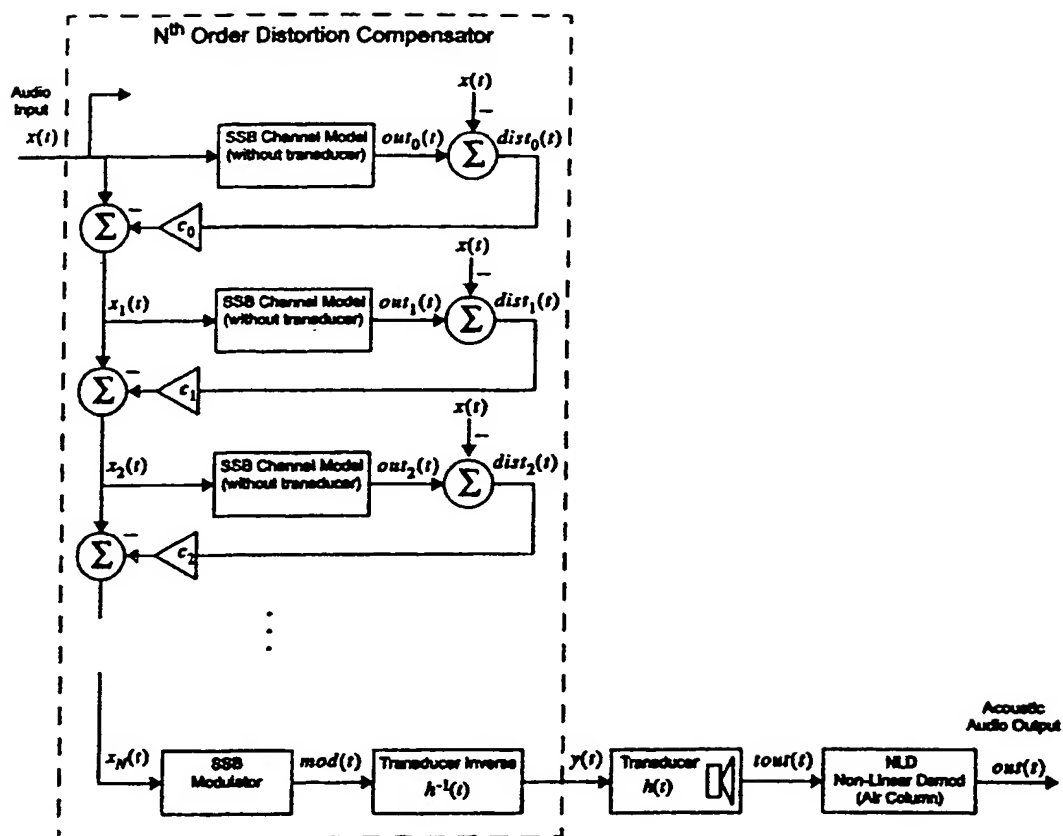 Nth Order Distortion Compensator
Audio
Input
x(t)
SSB Channel Model
(without transducer)
out0(t)
x(t)
−
Σ
dist0(t)
Σ
−
c0
x1(t)
SSB Channel Model
(without transducer)
out1(t)
x(t)
−
Σ
dist1(t)
Σ
−
c1
x2(t)
SSB Channel Model
(without transducer)
out2(t)
x(t)
−
Σ
dist2(t)
Σ
−
c2
xN(t)
SSB
Modulator
mod(t)
Transducer Inverse
h-1(t)
y(t)
Transducer
h(t)
tout(t)
NLD
Non-Linear Demod
(Air Column)
Acoustic
Audio Output
out(t)